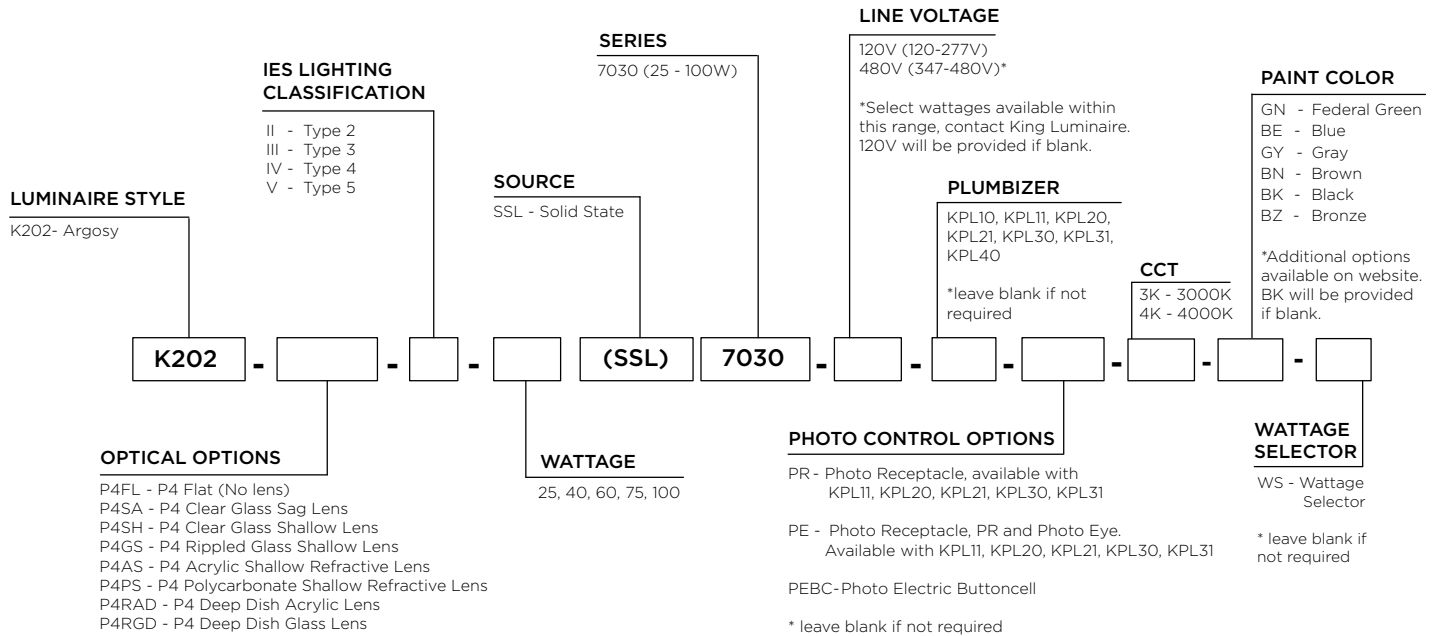 LUMINAIRE STYLE
K202- Argosy
IES LIGHTING
CLASSIFICATION
II - Type 2
III - Type 3
IV - Type 4
V - Type 5
SOURCE
SSL - Solid State
SERIES
7030 (25 - 100W)
LINE VOLTAGE
120V (120-277V)
480V (347-480V)*
*Select wattages available within
this range, contact King Luminaire.
120V will be provided if blank.
PLUMBIZER
KPL10, KPL11, KPL20,
KPL21, KPL30, KPL31,
KPL40
*leave blank if not
required
CCT
3K - 3000K
4K - 4000K
PAINT COLOR
GN - Federal Green
BE - Blue
GY - Gray
BN - Brown
BK - Black
BZ - Bronze
*Additional options
available on website.
BK will be provided
if blank.
K202 - - - (SSL) 7030 - - - - - -
OPTICAL OPTIONS
P4FL - P4 Flat (No lens)
P4SA - P4 Clear Glass Sag Lens
P4SH - P4 Clear Glass Shallow Lens
P4GS - P4 Rippled Glass Shallow Lens
P4AS - P4 Acrylic Shallow Refractive Lens
P4PS - P4 Polycarbonate Shallow Refractive Lens
P4RAD - P4 Deep Dish Acrylic Lens
P4RGD - P4 Deep Dish Glass Lens
WATTAGE
25, 40, 60, 75, 100
PHOTO CONTROL OPTIONS
PR - Photo Receptacle, available with
KPL11, KPL20, KPL21, KPL30, KPL31
PE - Photo Receptacle, PR and Photo Eye.
Available with KPL11, KPL20, KPL21, KPL30, KPL31
PEBC-Photo Electric Buttoncell
* leave blank if not required
WATTAGE
SELECTOR
WS - Wattage
Selector
* leave blank if
not required